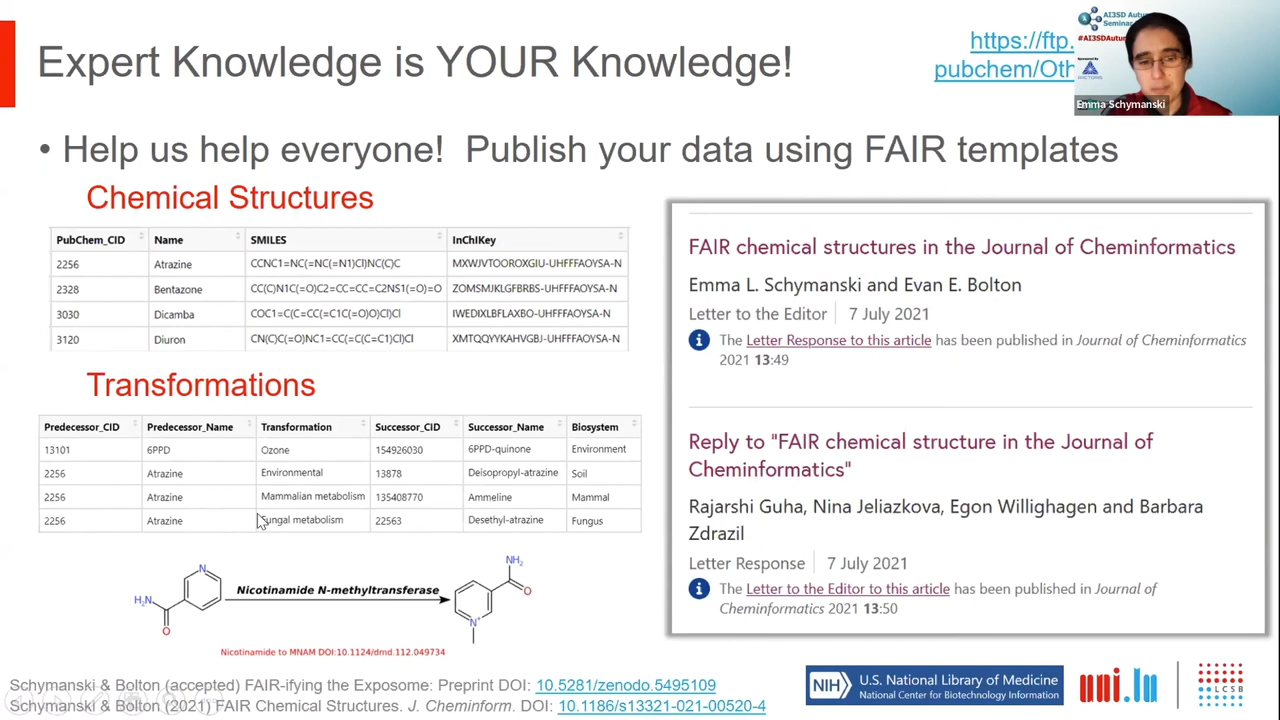 Expert Knowledge is YOUR Knowledge!
https://ftp.
pubchem/Oth
AI3SD Autu
Seminar
#AI3SDAutu
Emma Schymanski
• Help us help everyone! Publish your data using FAIR templates
Chemical Structures
PubChem_CID Name SMILES InChIKey
2256 Atrazine CCNC1=NC(=NC(=N1)Cl)NC(C)C MXWJVTOOROXGIU-UHFFFAOYSA-N
2328 Bentazone CC(C)N1C(=O)C2=CC=CC=C2NS1(=O)=O ZOMSMJKLGFBRBS-UHFFFAOYSA-N
3030 Dicamba COC1=C(C=CC(=C1C(=O)O)Cl)Cl IWEDIXLBFLAXBO-UHFFFAOYSA-N
3120 Diuron CN(C)C(=O)NC1=CC(=C(C=C1)Cl)Cl XMTQQYYKAHVGBJ-UHFFFAOYSA-N
Transformations
Predecessor_CID Predecessor_Name Transformation Successor_CID Successor_Name Biosystem
13101 6PPD Ozone 154926030 6PPD-quinone Environment
2256 Atrazine Environmental 13878 Deisopropyl-atrazine Soil
2256 Atrazine Mammalian metabolism 135408770 Ammeline Mammal
2256 Atrazine Fungal metabolism 22563 Desethyl-atrazine Fungus
N
H₂N
O
Nicotinamide N-methyltransferase
NH₂
O
N⁺
Nicotinamide to MNAM DOI:10.1124/dmd.112.049734
FAIR chemical structures in the Journal of Cheminformatics
Emma L. Schymanski and Evan E. Bolton
Letter to the Editor 7 July 2021
The Letter Response to this article has been published in Journal of Cheminformatics
2021 13:49
Reply to "FAIR chemical structure in the Journal of
Cheminformatics"
Rajarshi Guha, Nina Jeliazkova, Egon Willighagen and Barbara
Zdrazil
Letter Response 7 July 2021
The Letter to the Editor to this article has been published in Journal of
Cheminformatics 2021 13:50
Schymanski & Bolton (accepted) FAIR-ifying the Exposome: Preprint DOI: 10.5281/zenodo.5495109
Schymanski & Bolton (2021) FAIR Chemical Structures. J. Cheminform. DOI: 10.1186/s13321-021-00520-4
NIH U.S. National Library of Medicine
National Center for Biotechnology Information
uni.lu
LCSB